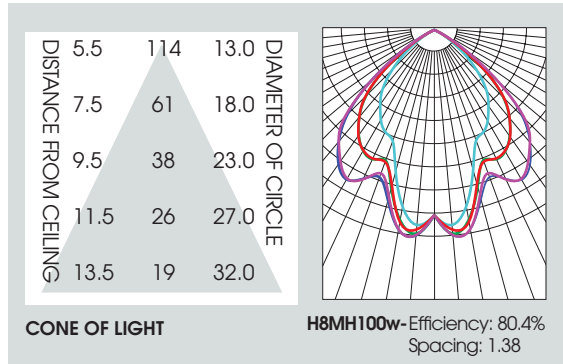 DISTANCE FROM CEILING
DIAMETER OF CIRCLE
5.5 114 13.0
7.5 61 18.0
9.5 38 23.0
11.5 26 27.0
13.5 19 32.0
CONE OF LIGHT
H8MH100w- Efficiency: 80.4%
Spacing: 1.38